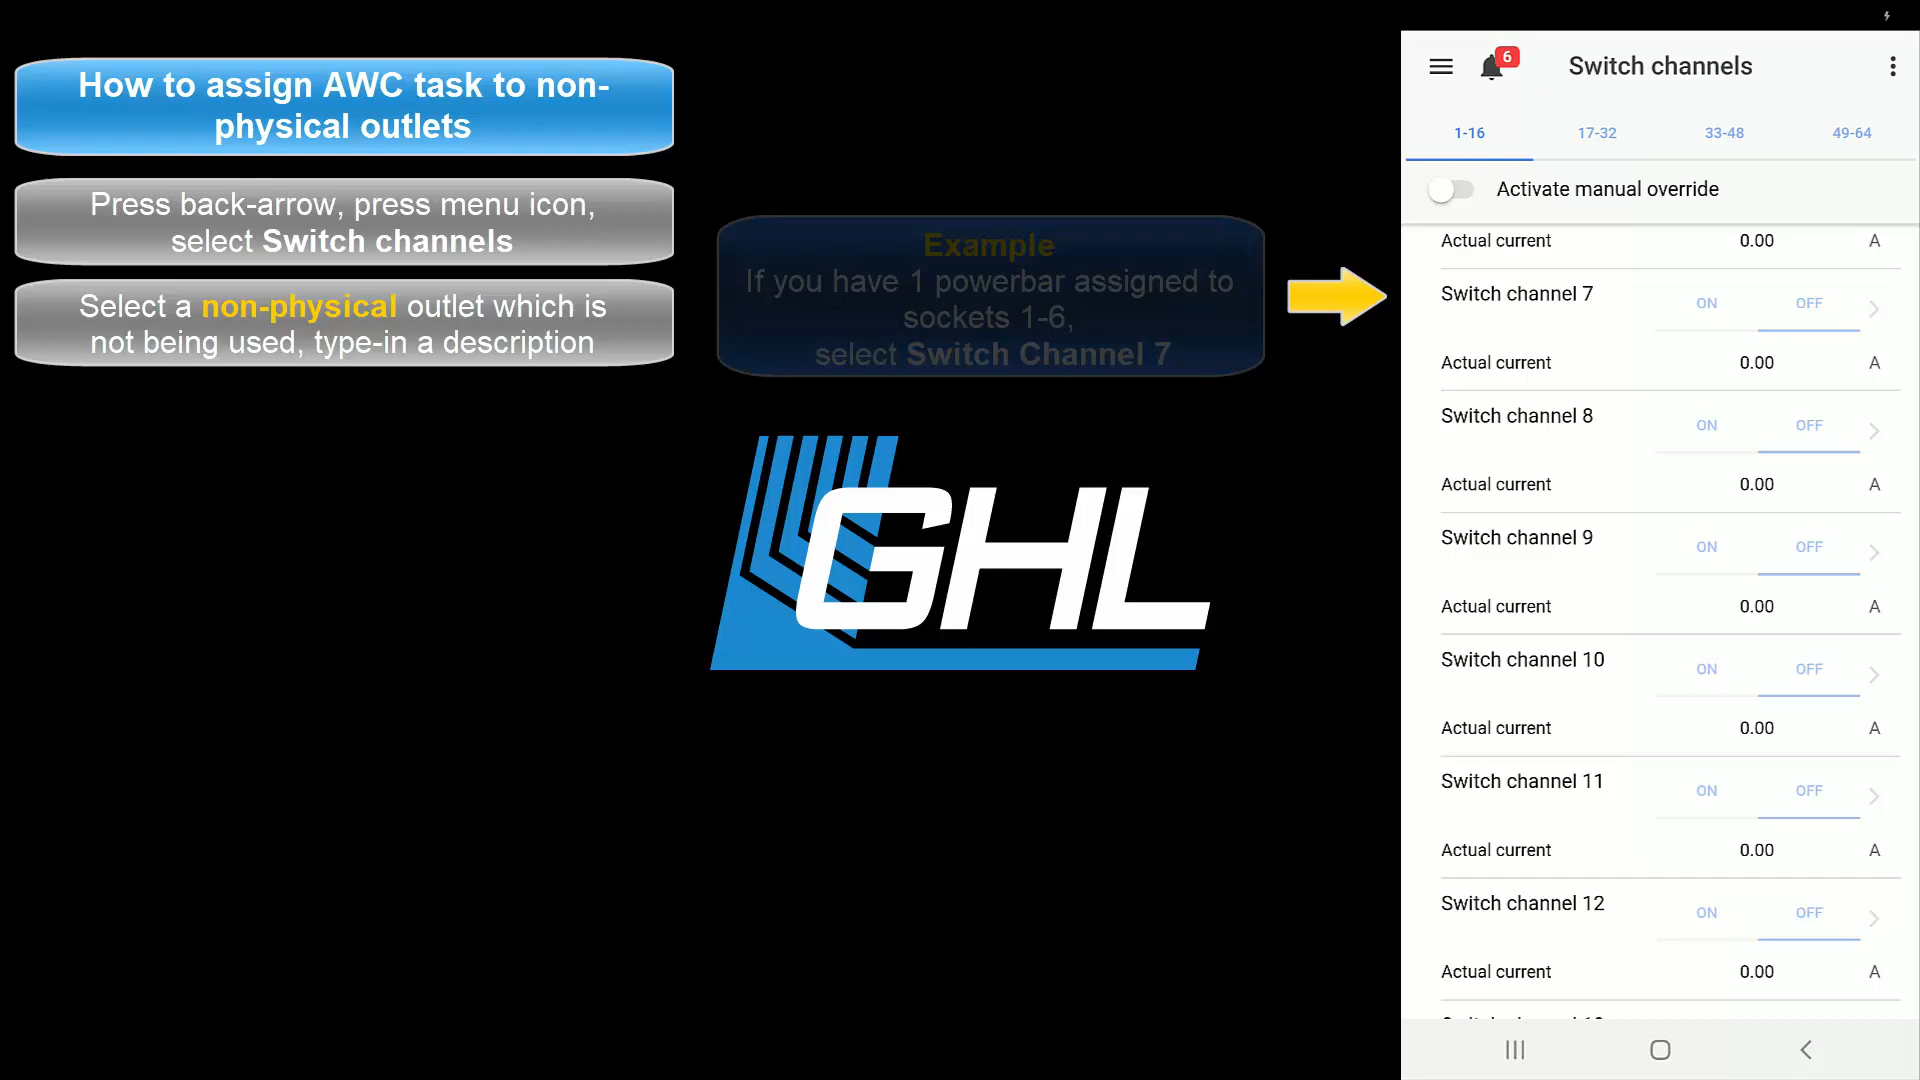 How to assign AWC task to non-
physical outlets
Press back-arrow, press menu icon,
select Switch channels
Select a non-physical outlet which is
not being used, type-in a description
Example
If you have 1 powerbar assigned to
sockets 1-6,
select Switch Channel 7
GHL
6
Switch channels
1-16 17-32 33-48 49-64
Activate manual override
Actual current 0.00 A
Switch channel 7 ON OFF
Actual current 0.00 A
Switch channel 8 ON OFF
Actual current 0.00 A
Switch channel 9 ON OFF
Actual current 0.00 A
Switch channel 10 ON OFF
Actual current 0.00 A
Switch channel 11 ON OFF
Actual current 0.00 A
Switch channel 12 ON OFF
Actual current 0.00 A